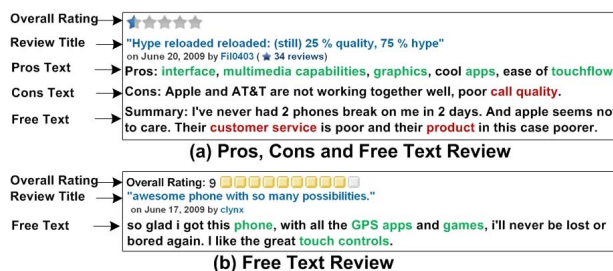 Overall Rating
Review Title
"Hype reloaded reloaded: (still) 25 % quality, 75 % hype"
on June 20, 2009 by Fil0403 ( 34 reviews)
Pros Text
Pros: interface, multimedia capabilities, graphics, cool apps, ease of touchflow
Cons Text
Cons: Apple and AT&T are not working together well, poor call quality.
Free Text
Summary: I've never had 2 phones break on me in 2 days. And apple seems no
to care. Their customer service is poor and their product in this case poorer.
(a) Pros, Cons and Free Text Review
Overall Rating
Overall Rating: 9
Review Title
"awesome phone with so many possibilities."
on June 17, 2009 by clynx
Free Text
so glad i got this phone, with all the GPS apps and games, i'll never be lost or
bored again. I like the great touch controls.
(b) Free Text Review